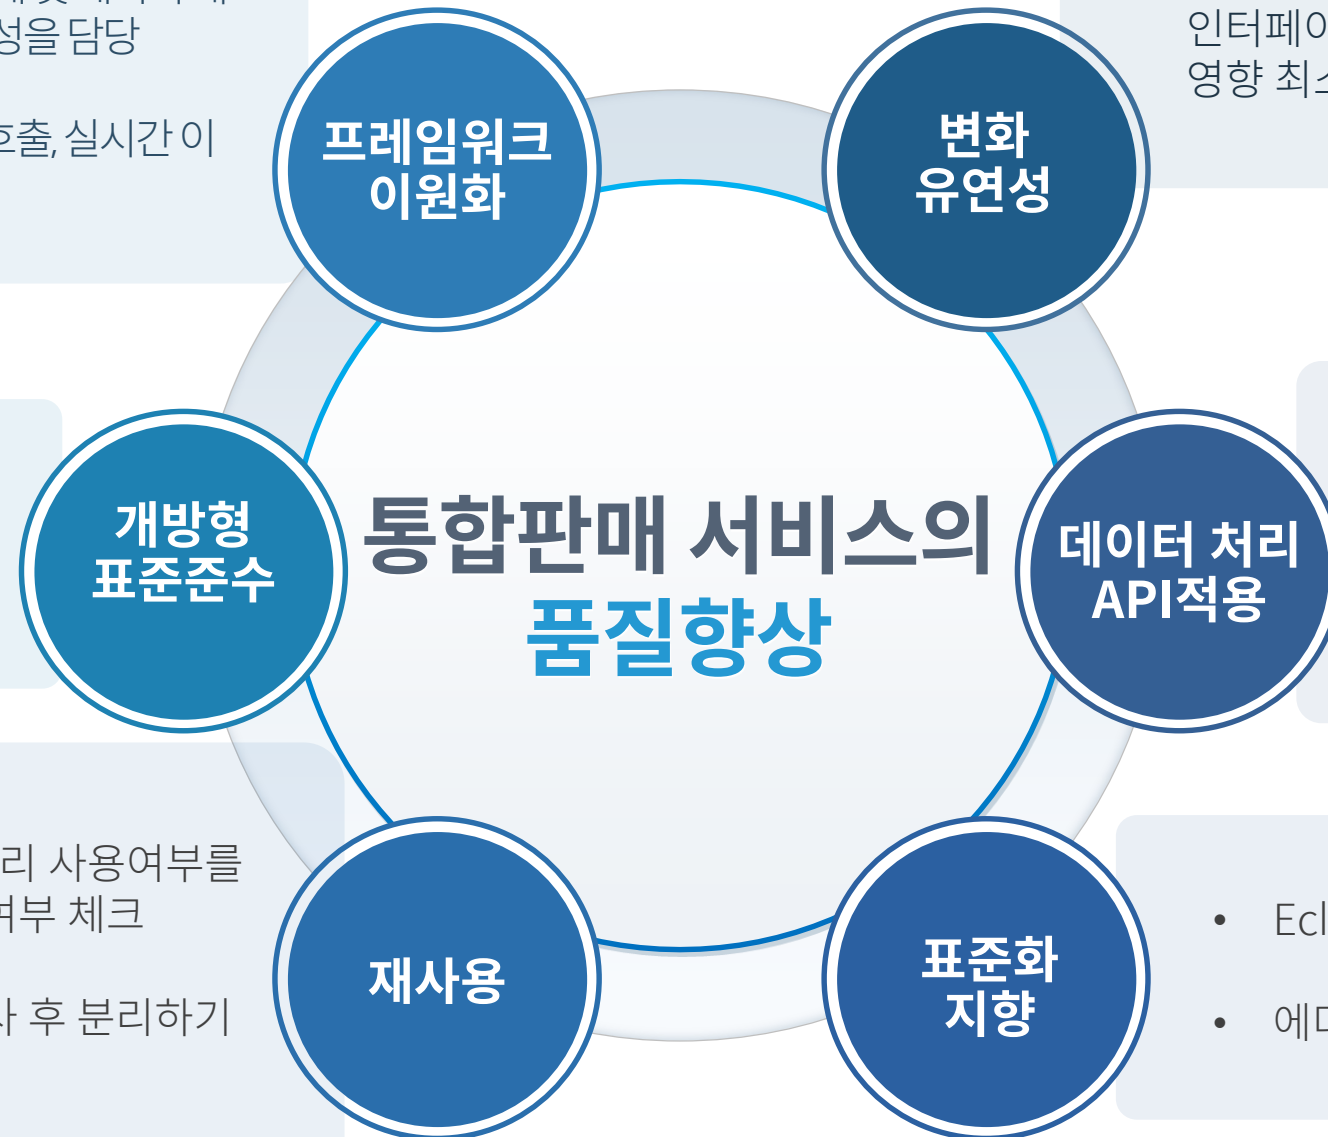 성을 담당
호출, 실시간 이
프레임워크
이원화
변화
유연성
인터페이
영향 최소
개방형
표준준수
통합판매 서비스의
품질향상
데이터 처리
API적용
리 사용여부를
여부 체크
후 분리하기
재사용
표준화
지향
• Ecl
• 에